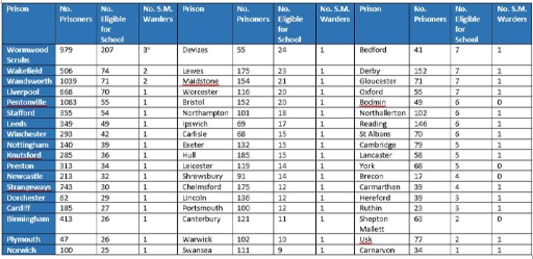 Prison No. Prisoners No. Eligible for School No. S.M. Warders Prison No. Prisoners No. Eligible for School No. S.M. Warders Prison No. Prisoners No. Eligible for School No. S.M. Warders
Wormwood Scrubs 979 207 3* Devizes 55 24 1 Bedford 41 7 1
Wakefield 506 74 2 Lewes 175 23 1 Derby 152 7 1
Wandsworth 1039 71 2 Maidstone 154 21 1 Gloucester 71 7 1
Liverpool 668 70 1 Worcester 116 20 1 Oxford 55 7 1
Pentonville 1083 55 1 Bristol 152 20 1 Bodmin 49 6 0
Stafford 355 54 1 Northampton 101 18 1 Northallerton 102 6 1
Leeds 349 49 1 Ipswich 69 17 1 Reading 146 6 1
Winchester 293 42 1 Carlisle 68 15 1 St Albans 70 6 1
Nottingham 140 39 1 Exeter 132 15 1 Cambridge 79 5 1
Knutsford 285 36 1 Hull 185 15 1 Lancaster 58 5 1
Preston 313 34 1 Leicester 119 14 1 York 68 5 0
Newcastle 213 32 1 Shrewsbury 91 14 1 Brecon 17 4 0
Strangeways 743 30 1 Chelmsford 175 12 1 Carmarthen 39 4 1
Dorchester 62 29 1 Lincoln 136 12 1 Hereford 39 3 1
Cardiff 185 27 1 Portsmouth 100 12 1 Ruthin 23 3 1
Birmingham 413 26 1 Canterbury 121 11 1 Shepton Mallett 63 2 0
Plymouth 47 26 1 Warwick 102 10 1 Usk 77 2 1
Norwich 100 25 1 Swansea 111 9 1 Carnarvon 34 1 1